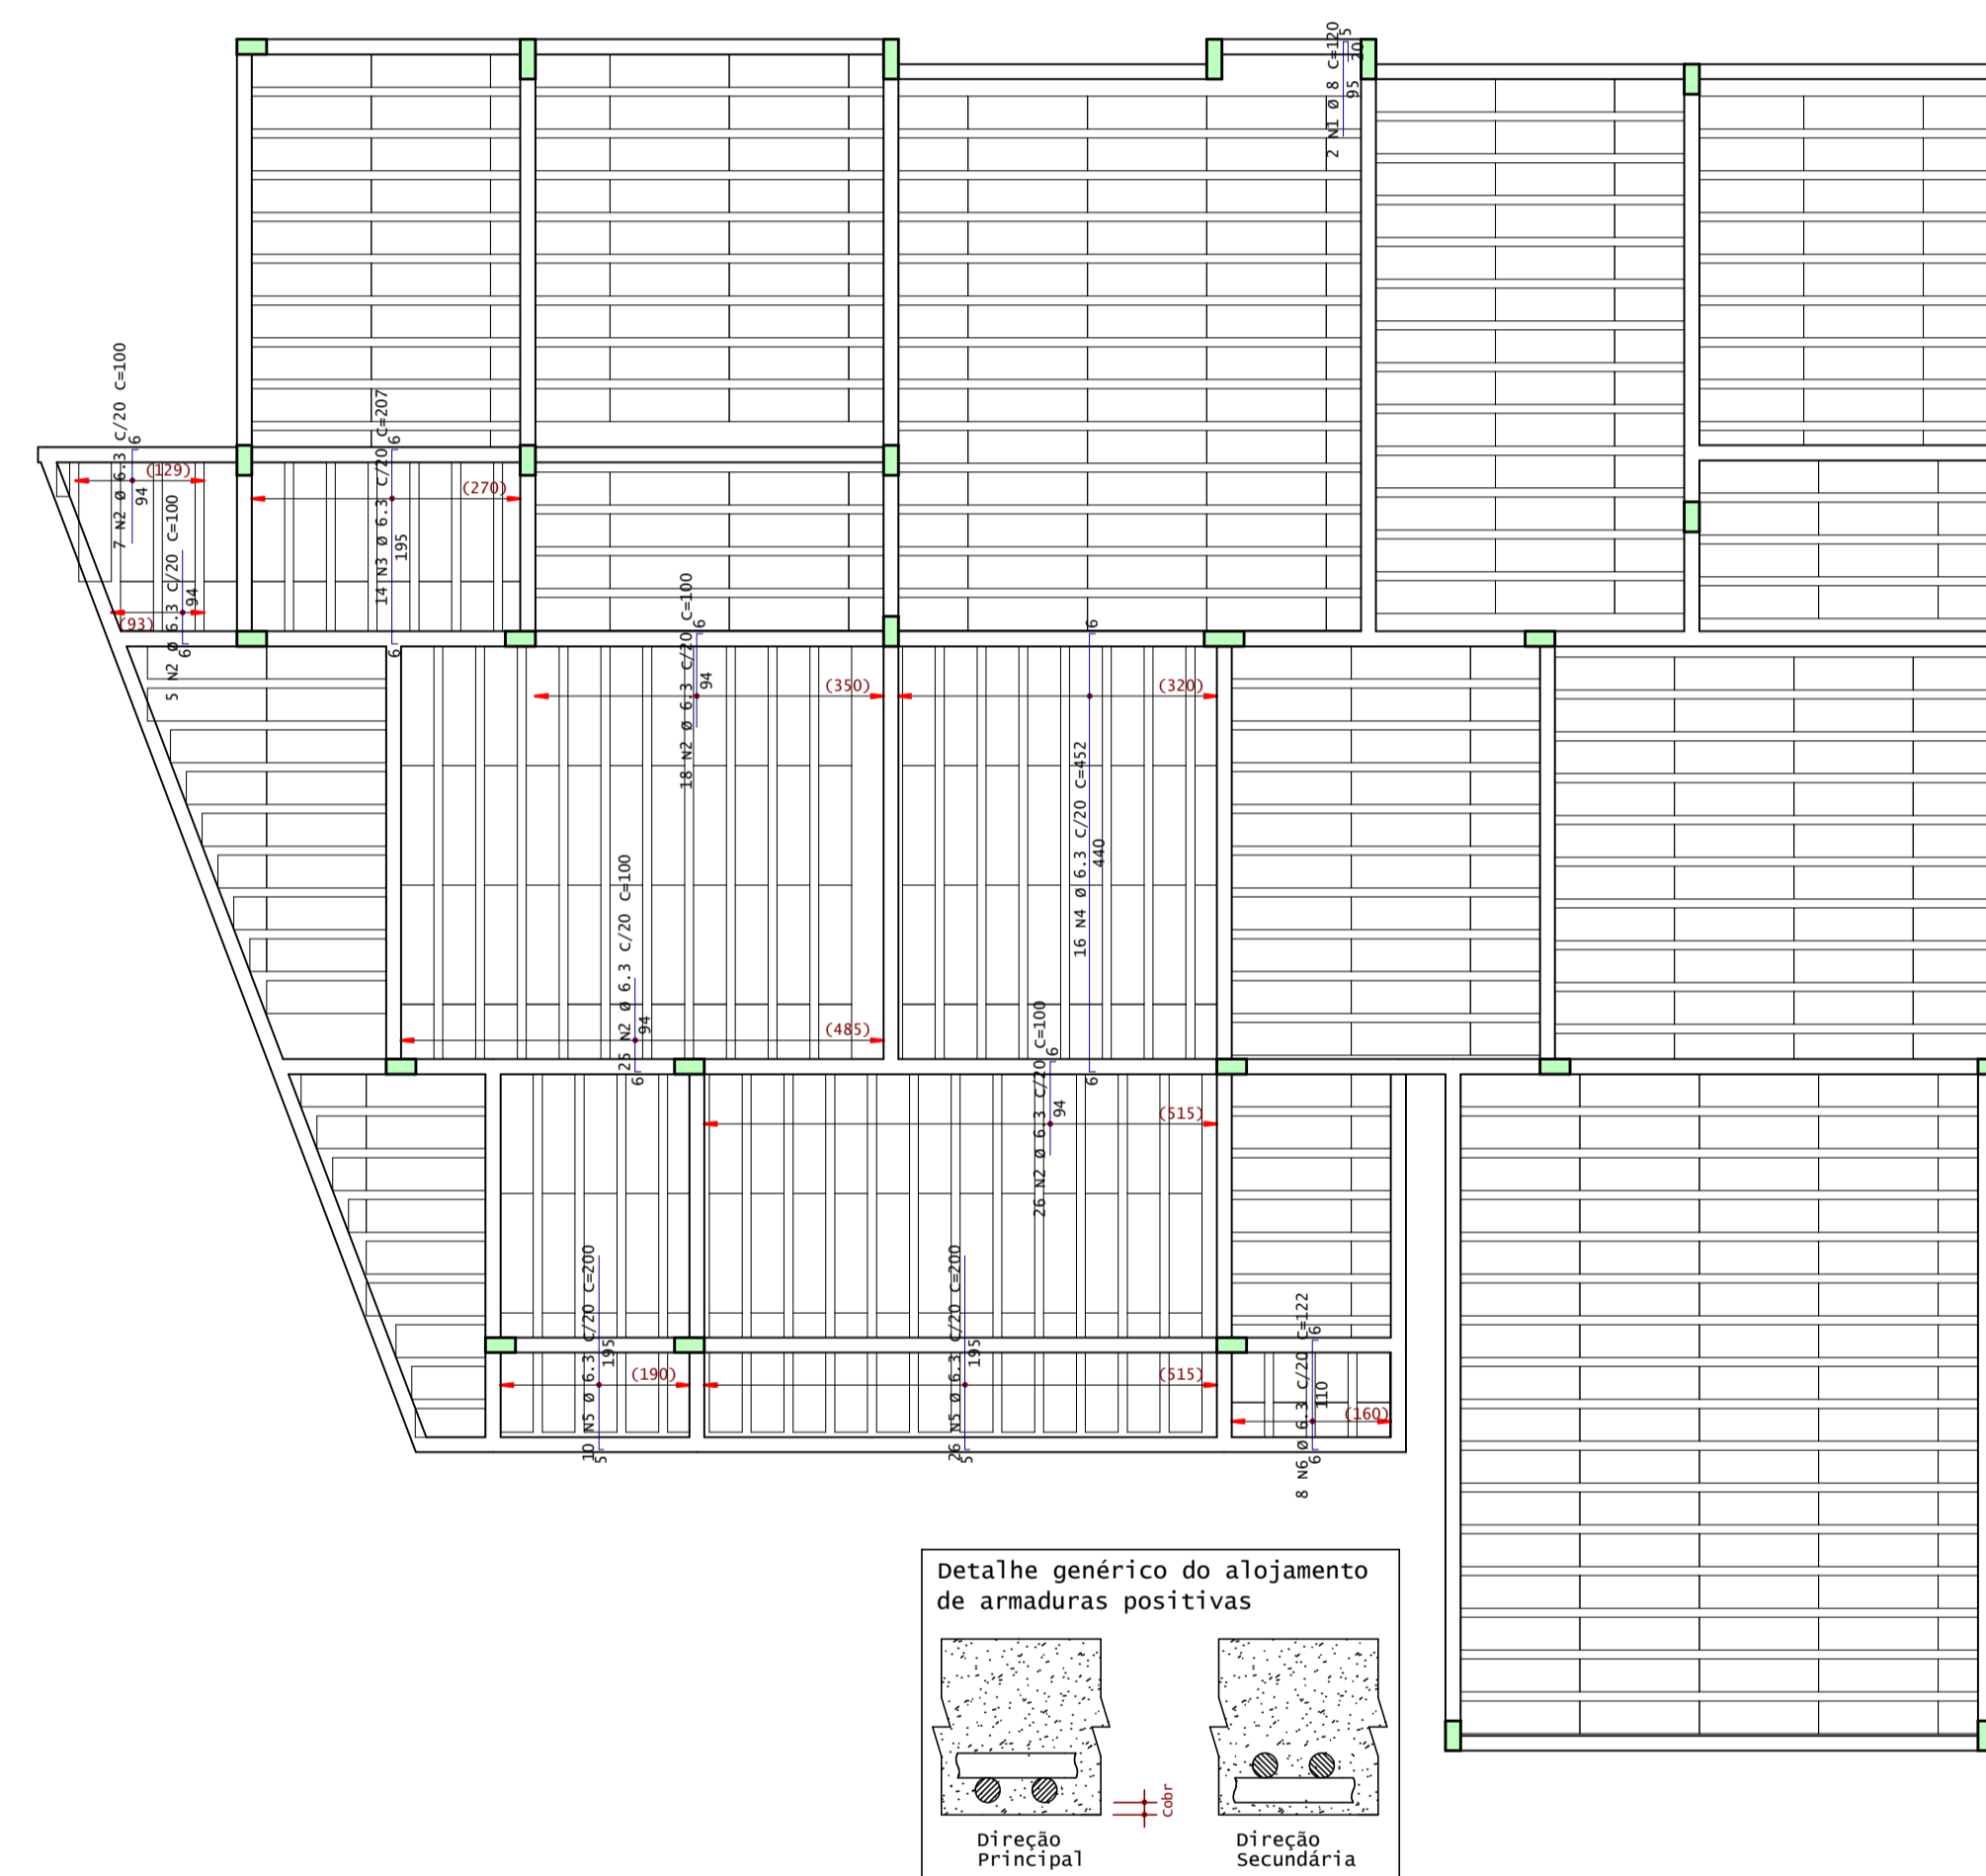 2 N1 Ø 8 C=120
5
20
95
7 N2 Ø 6.3 C/20 C=100
6
94
(129)
5 N2 Ø 6.3 C/20 C=100
94
6
(93)
14 N3 Ø 6.3 C/20 C=207
6
195
6
(270)
18 N2 Ø 6.3 C/20 C=100
6
94
(350)
(320)
16 N4 Ø 6.3 C/20 C=452
6
440
6
25 N2 Ø 6.3 C/20 C=100
94
6
(485)
26 N2 Ø 6.3 C/20 C=100
6
94
(515)
10 N5 Ø 6.3 C/20 C=200
195
5
(190)
26 N5 Ø 6.3 C/20 C=200
195
5
(515)
8 N6 Ø 6.3 C/20 C=122
6
110
6
(160)
Detalhe genérico do alojamento
de armaduras positivas
Cobr
Direção
Principal
Direção
Secundária